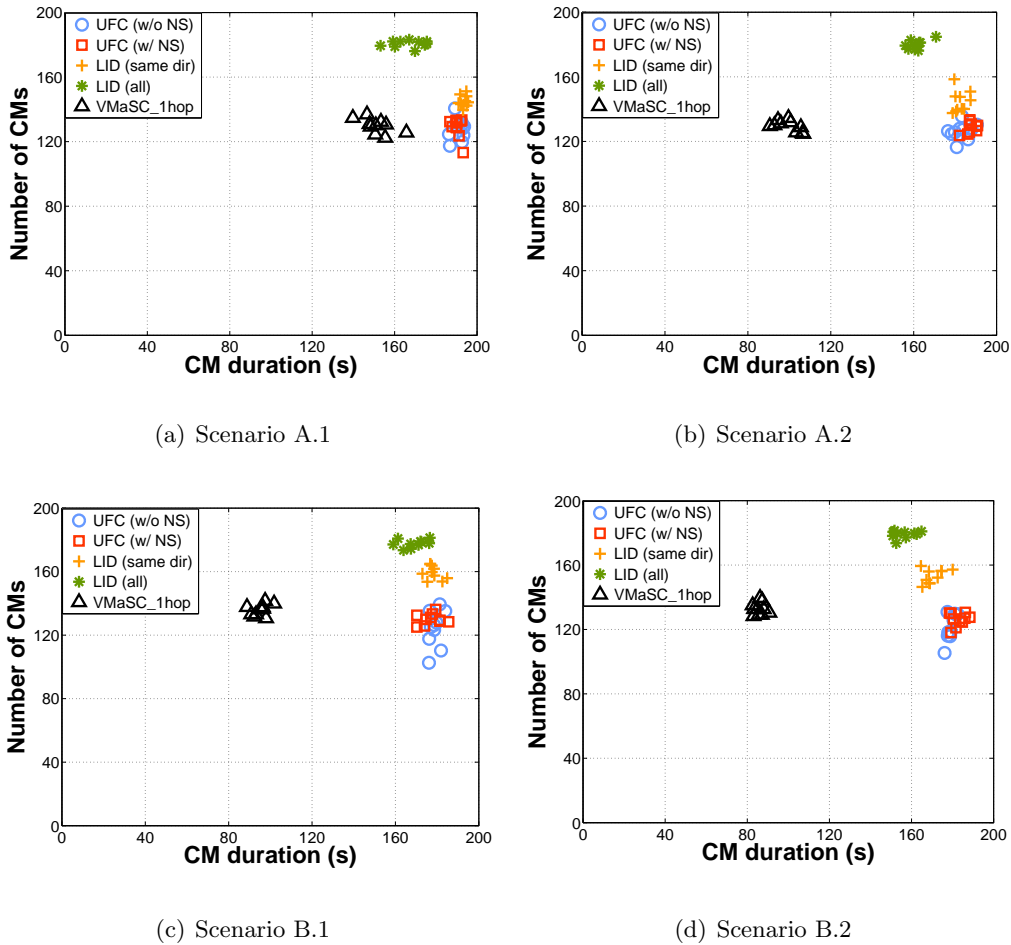 200
UFC (w/o NS)
UFC (w/ NS)
LID (same dir)
LID (all)
VMaSC_1hop
160
120
80
40
0
Number of CMs
0 40 80 120 160 200
CM duration (s)
(a) Scenario A.1
200
UFC (w/o NS)
UFC (w/ NS)
LID (same dir)
LID (all)
VMaSC_1hop
160
120
80
40
0
Number of CMs
0 40 80 120 160 200
CM duration (s)
(b) Scenario A.2
200
UFC (w/o NS)
UFC (w/ NS)
LID (same dir)
LID (all)
VMaSC_1hop
160
120
80
40
0
Number of CMs
0 40 80 120 160 200
CM duration (s)
(c) Scenario B.1
200
UFC (w/o NS)
UFC (w/ NS)
LID (same dir)
LID (all)
VMaSC_1hop
160
120
80
40
0
Number of CMs
0 40 80 120 160 200
CM duration (s)
(d) Scenario B.2